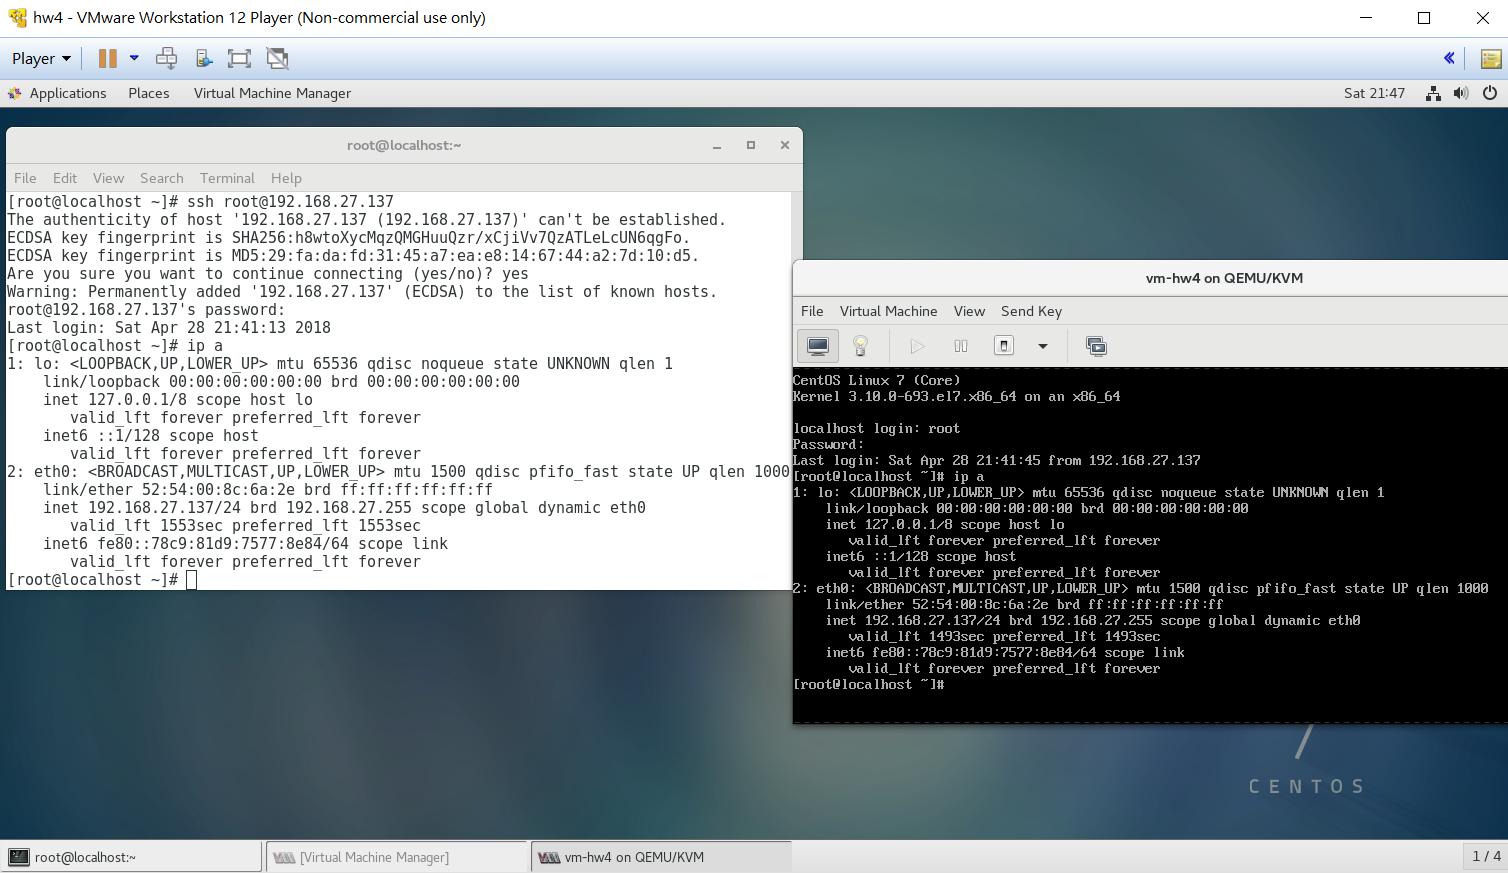 hw4 - VMware Workstation 12 Player (Non-commercial use only)
Player
Applications Places Virtual Machine Manager Sat 21:47
root@localhost:~
File Edit View Search Terminal Help
[root@localhost ~]# ssh root@192.168.27.137
The authenticity of host '192.168.27.137 (192.168.27.137)' can't be established.
ECDSA key fingerprint is SHA256:h8wtoXycMqzQMGHuuQzr/xCjiVv7QzATLeLcUN6qgFo.
ECDSA key fingerprint is MD5:29:fa:da:fd:31:45:a7:ea:e8:14:67:44:a2:7d:10:d5.
Are you sure you want to continue connecting (yes/no)? yes
Warning: Permanently added '192.168.27.137' (ECDSA) to the list of known hosts.
root@192.168.27.137's password:
Last login: Sat Apr 28 21:41:13 2018
[root@localhost ~]# ip a
1: lo: <LOOPBACK,UP,LOWER_UP> mtu 65536 qdisc noqueue state UNKNOWN qlen 1
    link/loopback 00:00:00:00:00:00 brd 00:00:00:00:00:00
    inet 127.0.0.1/8 scope host lo
       valid_lft forever preferred_lft forever
    inet6 ::1/128 scope host
       valid_lft forever preferred_lft forever
2: eth0: <BROADCAST,MULTICAST,UP,LOWER_UP> mtu 1500 qdisc pfifo_fast state UP qlen 1000
    link/ether 52:54:00:8c:6a:2e brd ff:ff:ff:ff:ff:ff
    inet 192.168.27.137/24 brd 192.168.27.255 scope global dynamic eth0
       valid_lft 1553sec preferred_lft 1553sec
    inet6 fe80::78c9:81d9:7577:8e84/64 scope link
       valid_lft forever preferred_lft forever
[root@localhost ~]#
vm-hw4 on QEMU/KVM
File Virtual Machine View Send Key
CentOS Linux 7 (Core)
Kernel 3.10.0-693.el7.x86_64 on an x86_64
localhost login: root
Password:
Last login: Sat Apr 28 21:41:45 from 192.168.27.137
[root@localhost ~]# ip a
1: lo: <LOOPBACK,UP,LOWER_UP> mtu 65536 qdisc noqueue state UNKNOWN qlen 1
    link/loopback 00:00:00:00:00:00 brd 00:00:00:00:00:00
    inet 127.0.0.1/8 scope host lo
       valid_lft forever preferred_lft forever
    inet6 ::1/128 scope host
       valid_lft forever preferred_lft forever
2: eth0: <BROADCAST,MULTICAST,UP,LOWER_UP> mtu 1500 qdisc pfifo_fast state UP qlen 1000
    link/ether 52:54:00:8c:6a:2e brd ff:ff:ff:ff:ff:ff
    inet 192.168.27.137/24 brd 192.168.27.255 scope global dynamic eth0
       valid_lft 1493sec preferred_lft 1493sec
    inet6 fe80::78c9:81d9:7577:8e84/64 scope link
       valid_lft forever preferred_lft forever
[root@localhost ~]#
CENTOS
root@localhost:~ [Virtual Machine Manager] vm-hw4 on QEMU/KVM 1 / 4